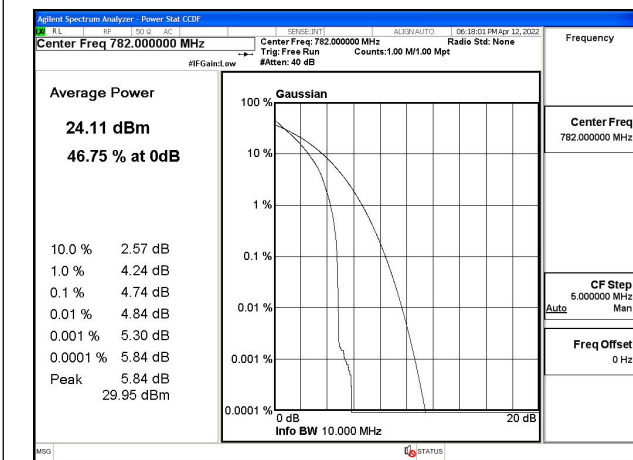 Agilent Spectrum Analyzer - Power Stat CCDF
RL RF 50 Ω AC SENSE:INT ALIGNAUTO 06:18:01 PM Apr 12, 2022
Center Freq 782.000000 MHz
Center Freq: 782.000000 MHz Radio Std: None
Trig: Free Run Counts:1.00 M/1.00 Mpt
#IFGain:Low #Atten: 40 dB
Frequency
Average Power
24.11 dBm
46.75 % at 0dB
10.0 % 2.57 dB
1.0 % 4.24 dB
0.1 % 4.74 dB
0.01 % 4.84 dB
0.001 % 5.30 dB
0.0001 % 5.84 dB
Peak 5.84 dB
29.95 dBm
Gaussian
100 %
10 %
1 %
0.1 %
0.01 %
0.001 %
0.0001 %
0 dB 20 dB
Info BW 10.000 MHz
Center Freq
782.000000 MHz
CF Step
5.000000 MHz
Auto Man
Freq Offset
0 Hz
MSG STATUS